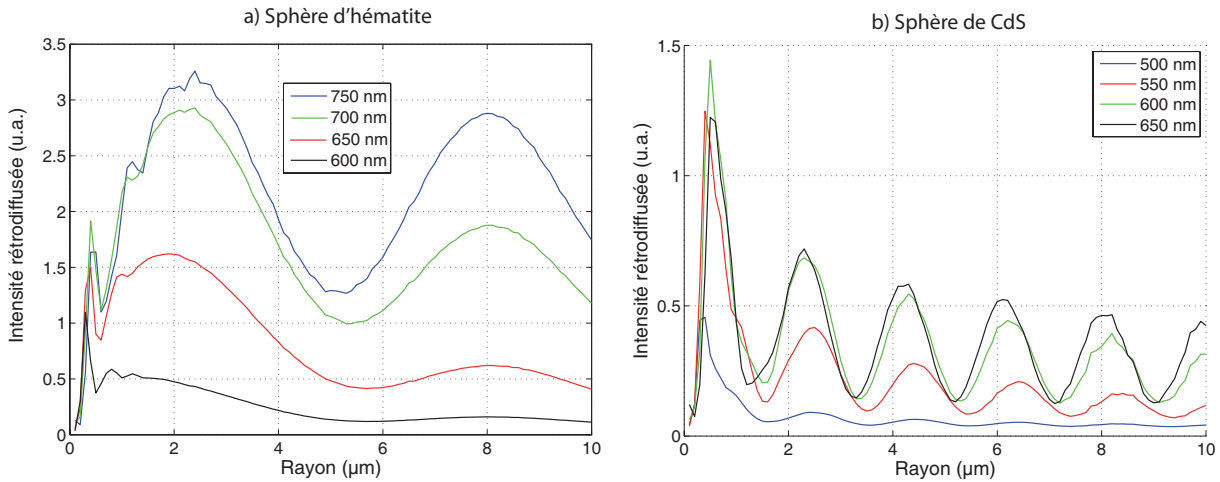 a) Sphère d'hématite
Intensité rétrodiffusée (u.a.)
3.5
3
2.5
2
1.5
1
0.5
0
0
2
4
6
8
10
Rayon (µm)
750 nm
700 nm
650 nm
600 nm
b) Sphère de CdS
Intensité rétrodiffusée (u.a.)
1.5
1
0.5
0
0
2
4
6
8
10
Rayon (µm)
500 nm
550 nm
600 nm
650 nm